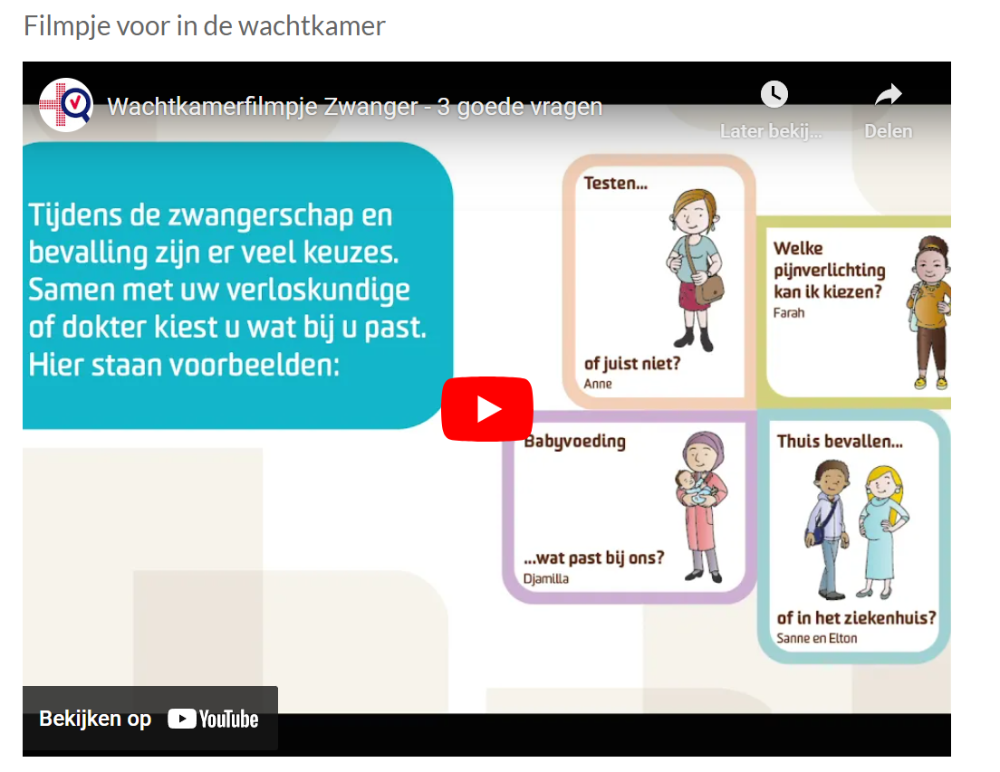 Filmpje voor in de wachtkamer
Wachtkamerfilmpje Zwanger - 3 goede vragen
Later bekij...
Delen
Tijdens de zwangerschap en
bevalling zijn er veel keuzes.
Samen met uw verloskundige
of dokter kiest u wat bij u past.
Hier staan voorbeelden:
Testen...
of juist niet?
Anne
Welke
pijnverlichting
kan ik kiezen?
Farah
Babyvoeding
...wat past bij ons?
Djamilla
Thuis bevallen...
of in het ziekenhuis?
Sanne en Elton
Bekijken op YouTube